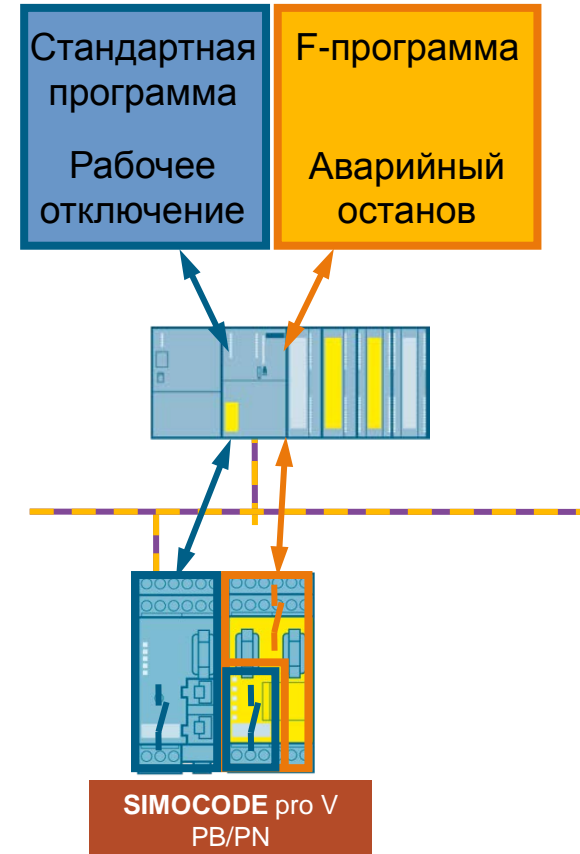 Стандартная
программа
Рабочее
отключение
F-программа
Аварийный
останов
SIMOCODE pro V
PB/PN